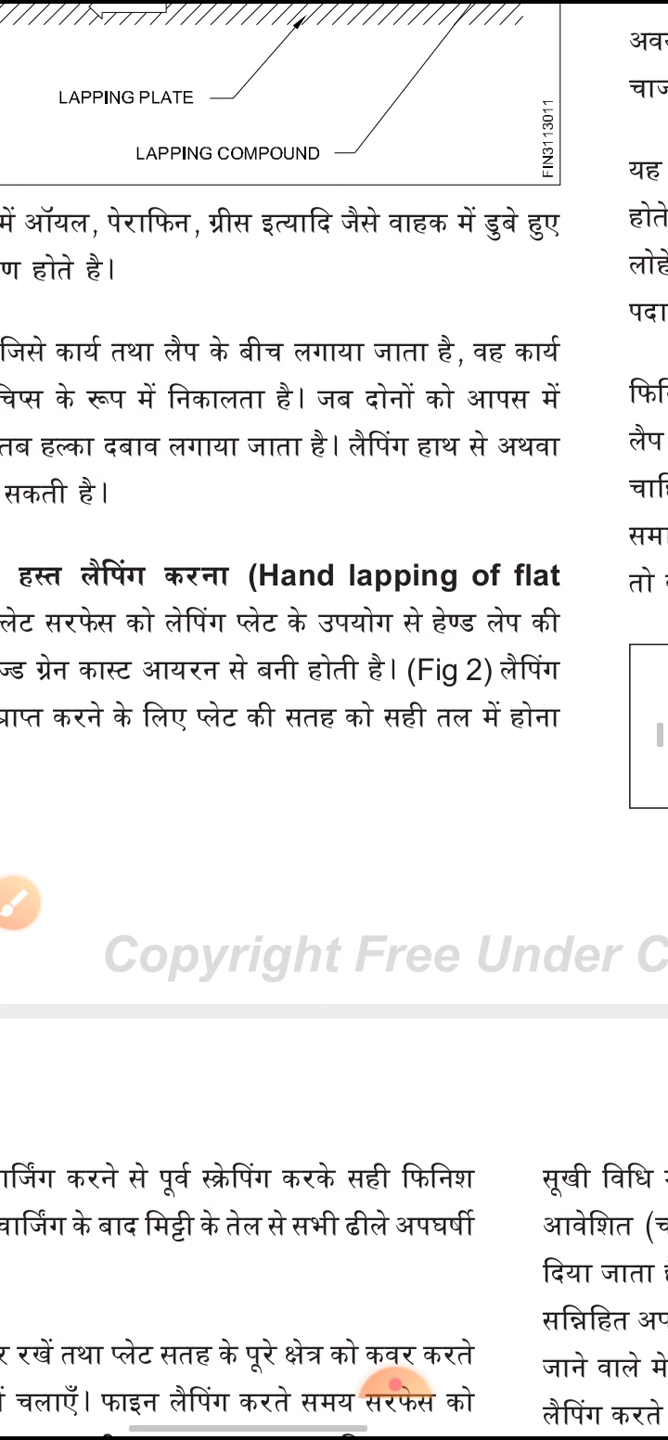 LAPPING PLATE
LAPPING COMPOUND
FIN3113011
में ऑयल, पेराफिन, ग्रीस इत्यादि जैसे वाहक में डुबे हुए
होते है।
जिसे कार्य तथा लैप के बीच लगाया जाता है, वह कार्य
के रूप में निकालता है। जब दोनों को आपस में
तब हल्का दबाव लगाया जाता है। लैपिंग हाथ से अथवा
सकती है।
हस्त लैपिंग करना (Hand lapping of flat
सरफेस को लेपिंग प्लेट के उपयोग से हेण्ड लेप की
ग्रेन कास्ट आयरन से बनी होती है। (Fig 2) लैपिंग
करने के लिए प्लेट की सतह को सही तल में होना
यह
लैप
तो
Copyright Free Under C
करने से पूर्व स्क्रेपिंग करके सही फिनिश
के बाद मिट्टी के तेल से सभी ढीले अपघर्षी
रखें तथा प्लेट सतह के पूरे क्षेत्र को कवर करते
चलाएँ। फाइन लैपिंग करते समय सरफेस को
सूखी विधि
आवेशित
दिया जाता
सन्निहित
जाने वाले
लैपिंग करते